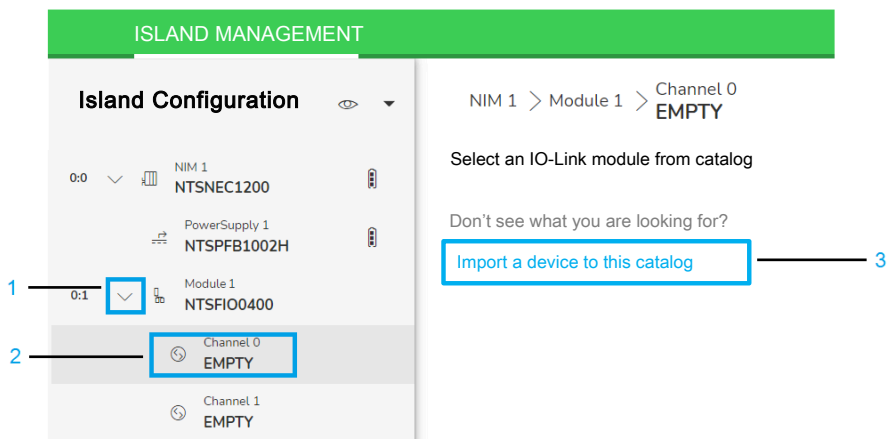 ISLAND MANAGEMENT
Island Configuration
0:0
NIM 1
NTSNEC1200
PowerSupply 1
NTSPFB1002H
1
0:1
Module 1
NTSFIO0400
2
Channel 0
EMPTY
Channel 1
EMPTY
NIM 1 > Module 1 > Channel 0
EMPTY
Select an IO-Link module from catalog
Don't see what you are looking for?
Import a device to this catalog
3